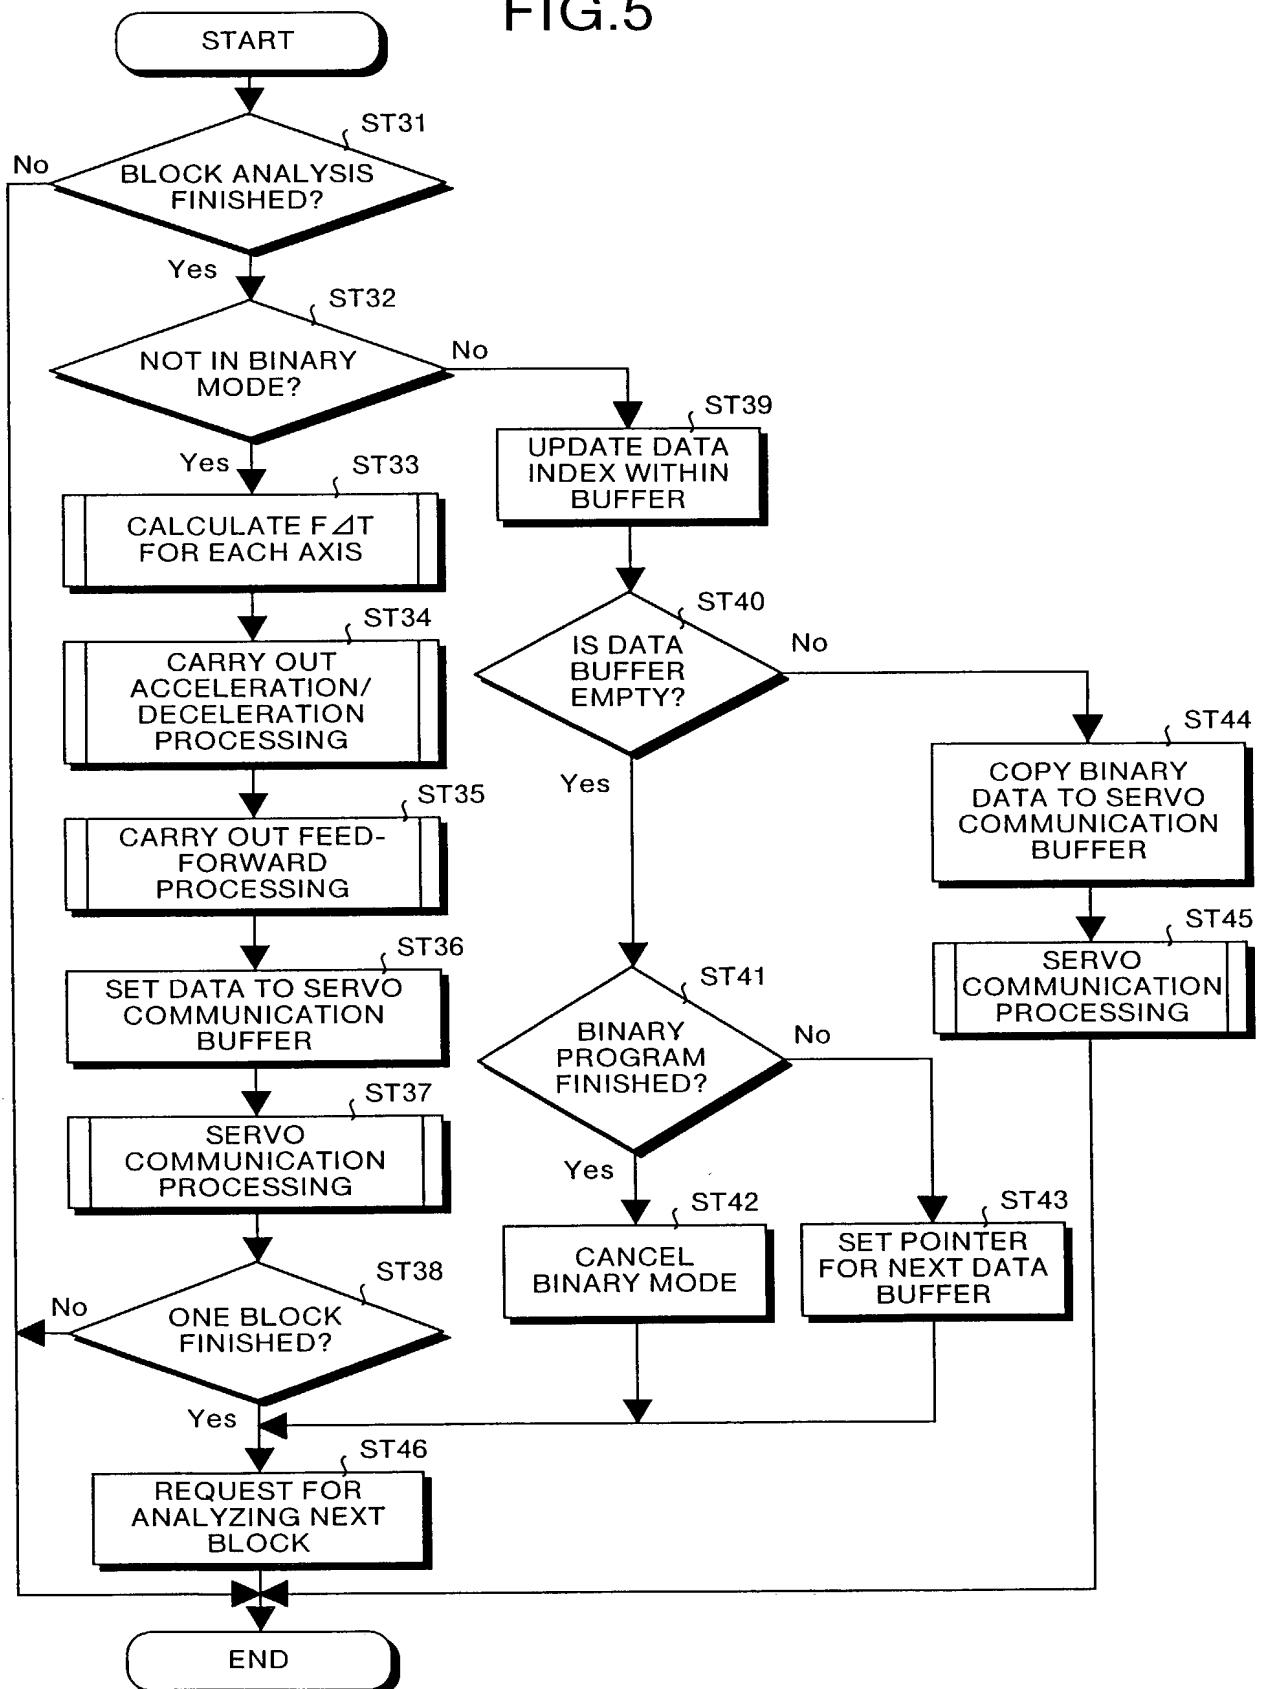 FIG.5
START
ST31
No
BLOCK ANALYSIS
FINISHED?
Yes
ST32
NOT IN BINARY
MODE?
No
Yes
ST33
CALCULATE F⊿T
FOR EACH AXIS
ST34
CARRY OUT
ACCELERATION/
DECELERATION
PROCESSING
ST35
CARRY OUT FEED-
FORWARD
PROCESSING
ST36
SET DATA TO SERVO
COMMUNICATION
BUFFER
ST37
SERVO
COMMUNICATION
PROCESSING
ST38
No
ONE BLOCK
FINISHED?
Yes
ST39
UPDATE DATA
INDEX WITHIN
BUFFER
ST40
IS DATA
BUFFER
EMPTY?
No
Yes
ST41
BINARY
PROGRAM
FINISHED?
No
Yes
ST42
CANCEL
BINARY MODE
ST43
SET POINTER
FOR NEXT DATA
BUFFER
ST44
COPY BINARY
DATA TO SERVO
COMMUNICATION
BUFFER
ST45
SERVO
COMMUNICATION
PROCESSING
ST46
REQUEST FOR
ANALYZING NEXT
BLOCK
END